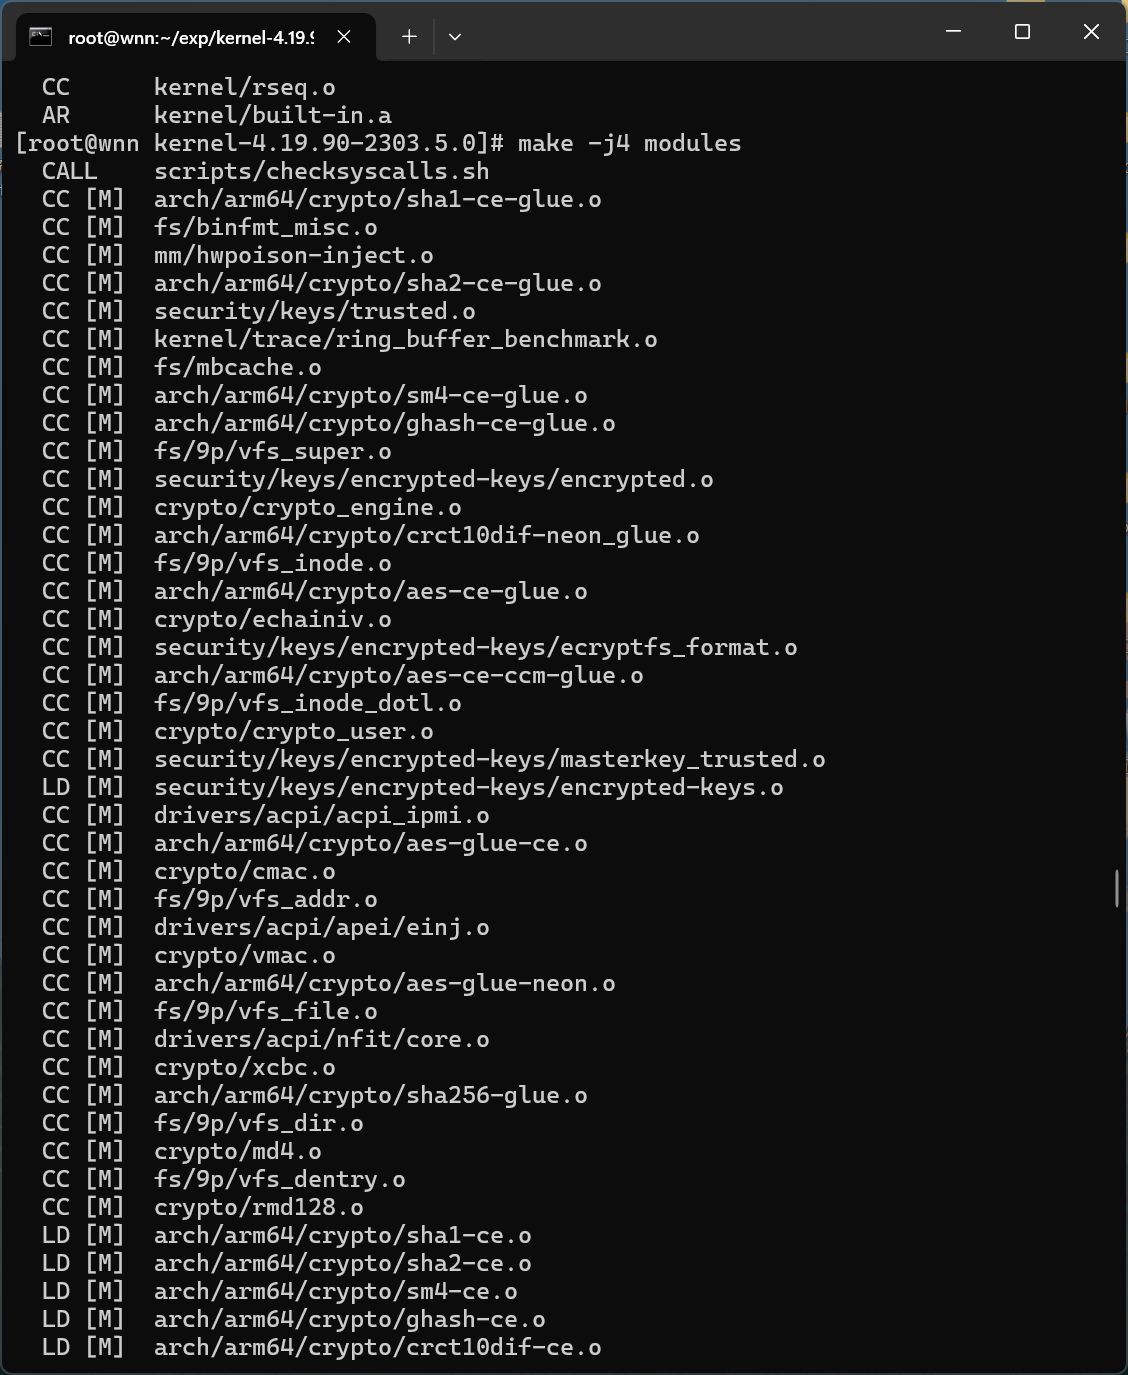 root@wnn:~/exp/kernel-4.19.9
CC kernel/rseq.o
AR kernel/built-in.a
[root@wnn kernel-4.19.90-2303.5.0]# make -j4 modules
CALL scripts/checksyscalls.sh
CC [M] arch/arm64/crypto/sha1-ce-glue.o
CC [M] fs/binfmt_misc.o
CC [M] mm/hwpoison-inject.o
CC [M] arch/arm64/crypto/sha2-ce-glue.o
CC [M] security/keys/trusted.o
CC [M] kernel/trace/ring_buffer_benchmark.o
CC [M] fs/mbcache.o
CC [M] arch/arm64/crypto/sm4-ce-glue.o
CC [M] arch/arm64/crypto/ghash-ce-glue.o
CC [M] fs/9p/vfs_super.o
CC [M] security/keys/encrypted-keys/encrypted.o
CC [M] crypto/crypto_engine.o
CC [M] arch/arm64/crypto/crct10dif-neon_glue.o
CC [M] fs/9p/vfs_inode.o
CC [M] arch/arm64/crypto/aes-ce-glue.o
CC [M] crypto/echainiv.o
CC [M] security/keys/encrypted-keys/ecryptfs_format.o
CC [M] arch/arm64/crypto/aes-ce-ccm-glue.o
CC [M] fs/9p/vfs_inode_dotl.o
CC [M] crypto/crypto_user.o
CC [M] security/keys/encrypted-keys/masterkey_trusted.o
LD [M] security/keys/encrypted-keys/encrypted-keys.o
CC [M] drivers/acpi/acpi_ipmi.o
CC [M] arch/arm64/crypto/aes-glue-ce.o
CC [M] crypto/cmac.o
CC [M] fs/9p/vfs_addr.o
CC [M] drivers/acpi/apei/einj.o
CC [M] crypto/vmac.o
CC [M] arch/arm64/crypto/aes-glue-neon.o
CC [M] fs/9p/vfs_file.o
CC [M] drivers/acpi/nfit/core.o
CC [M] crypto/xcbc.o
CC [M] arch/arm64/crypto/sha256-glue.o
CC [M] fs/9p/vfs_dir.o
CC [M] crypto/md4.o
CC [M] fs/9p/vfs_dentry.o
CC [M] crypto/rmd128.o
LD [M] arch/arm64/crypto/sha1-ce.o
LD [M] arch/arm64/crypto/sha2-ce.o
LD [M] arch/arm64/crypto/sm4-ce.o
LD [M] arch/arm64/crypto/ghash-ce.o
LD [M] arch/arm64/crypto/crct10dif-ce.o